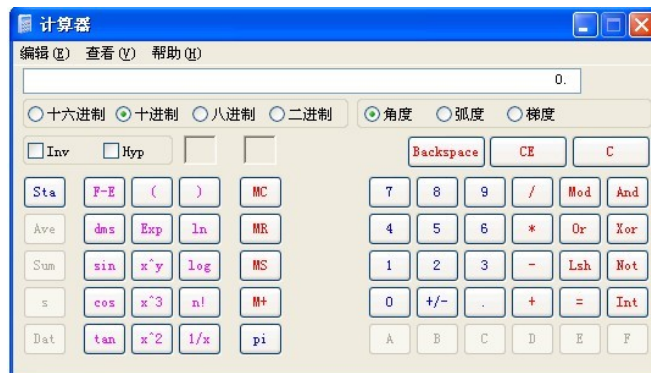 计算器
编辑(E) 查看(V) 帮助(H)
0.
十六进制 十进制 八进制 二进制 角度 弧度 梯度
Inv Hyp Backspace CE C
Sta F-E ( ) MC 7 8 9 / Mod And
Ave dms Exp ln MR 4 5 6 * Or Xor
Sum sin x^y log MS 1 2 3 - Lsh Not
s cos x^3 n! M+ 0 +/- . + = Int
Dat tan x^2 1/x pi A B C D E F